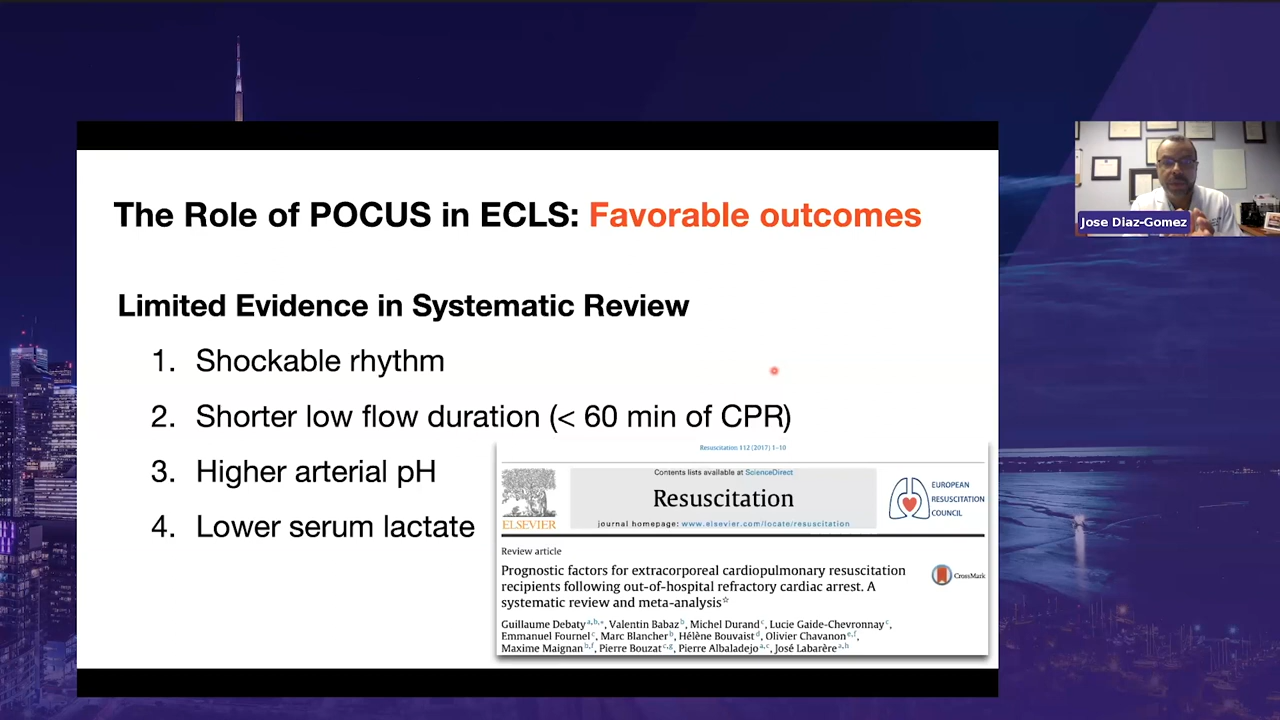 The Role of POCUS in ECLS: Favorable outcomes
Limited Evidence in Systematic Review
1. Shockable rhythm
2. Shorter low flow duration (< 60 min of CPR)
3. Higher arterial pH
4. Lower serum lactate
Resuscitation 112 (2017) 1–10
Contents lists available at ScienceDirect
Resuscitation
journal homepage: www.elsevier.com/locate/resuscitation
ELSEVIER
EUROPEAN
RESUSCITATION
COUNCIL
Review article
Prognostic factors for extracorporeal cardiopulmonary resuscitation
recipients following out-of-hospital refractory cardiac arrest. A
systematic review and meta-analysis☆
CrossMark
Guillaume Debaty a,b,*, Valentin Babaz b, Michel Durand c, Lucie Gaide-Chevronnay c,
Emmanuel Fournel c, Marc Blancher b, Hélène Bouvaist d, Olivier Chavanon e,f,
Maxime Maignan b,f, Pierre Bouzat c,g, Pierre Albaladejo a,c, José Labarère a,h
Jose Diaz-Gomez